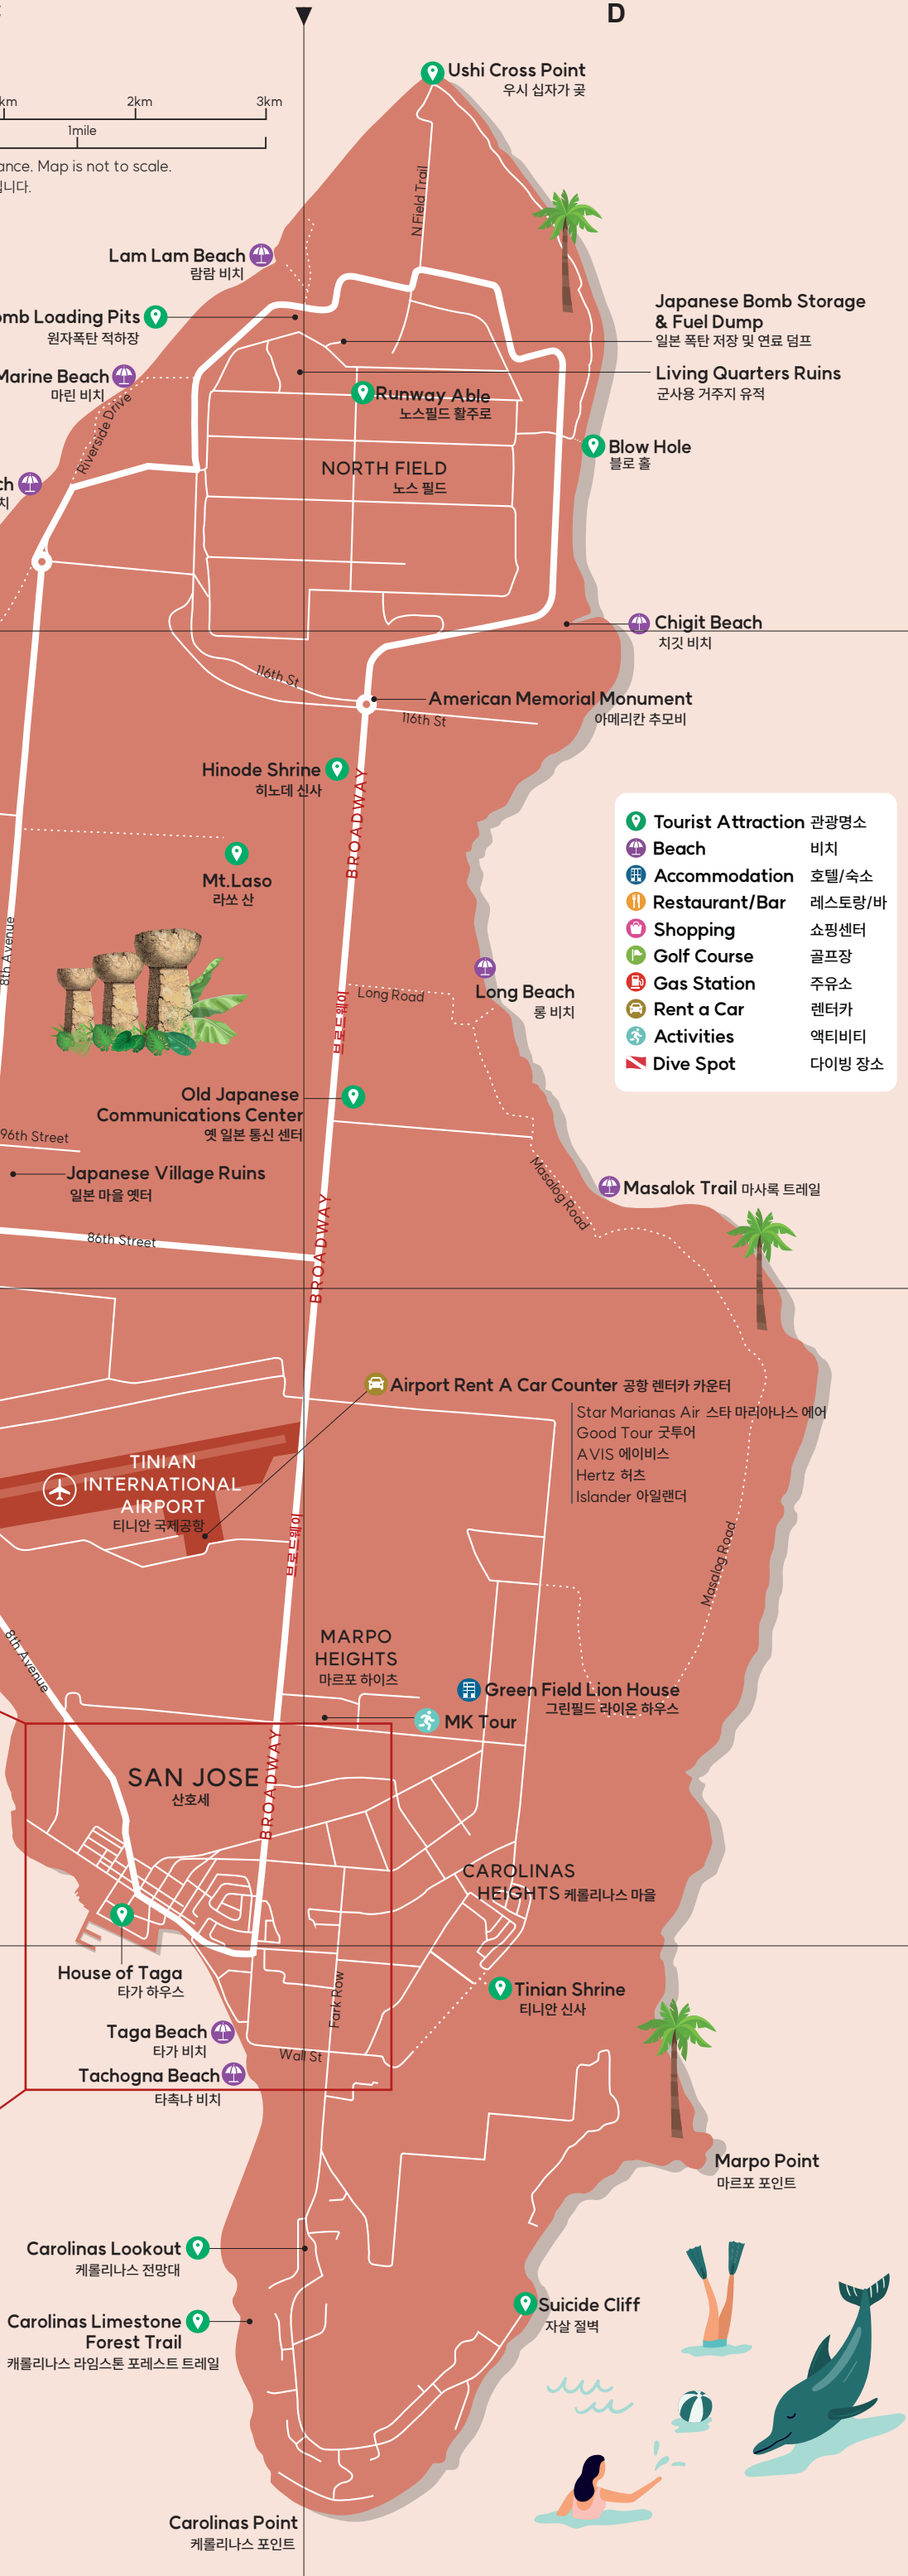 D
Ushi Cross Point
우시 십자가 곶
km 2km 3km
1mile
ance. Map is not to scale.
입니다.
N.Field Trail
Lam Lam Beach
람람 비치
omb Loading Pits
원자폭탄 적하장
Japanese Bomb Storage
& Fuel Dump
일본 폭탄 저장 및 연료 덤프
Living Quarters Ruins
군사용 거주지 유적
Marine Beach
마린 비치
Riverside Drive
Runway Able
노스필드 활주로
Blow Hole
블로 홀
NORTH FIELD
노스 필드
ch
치
Chigit Beach
치깃 비치
116th St
American Memorial Monument
아메리칸 추모비
116th St
Hinode Shrine
히노데 신사
BROADWAY
Mt.Laso
라쏘 산
Tourist Attraction 관광명소
Beach 비치
Accommodation 호텔/숙소
Restaurant/Bar 레스토랑/바
Shopping 쇼핑센터
Golf Course 골프장
Gas Station 주유소
Rent a Car 렌터카
Activities 액티비티
Dive Spot 다이빙 장소
8th Avenue
Long Road
Long Beach
롱 비치
브로드웨이
Old Japanese
Communications Center
옛 일본 통신 센터
96th Street
Japanese Village Ruins
일본 마을 옛터
Masalog Road
Masalok Trail 마사록 트레일
86th Street
BROADWAY
Airport Rent A Car Counter 공항 렌터카 카운터
Star Marianas Air 스타 마리아나스 에어
Good Tour 굿투어
AVIS 에이비스
Hertz 허츠
Islander 아일랜더
TINIAN
INTERNATIONAL
AIRPORT
티니안 국제공항
브로드웨이
Masalog Road
8th Avenue
MARPO
HEIGHTS
마르포 하이츠
Green Field Lion House
그린필드 라이온 하우스
MK Tour
SAN JOSE
산호세
BROADWAY
CAROLINAS
HEIGHTS 케롤리나스 마을
House of Taga
타가 하우스
Tinian Shrine
티니안 신사
Park Row
Taga Beach
타가 비치
Wall St
Tachogna Beach
타촉냐 비치
Marpo Point
마르포 포인트
Carolinas Lookout
케롤리나스 전망대
Suicide Cliff
자살 절벽
Carolinas Limestone
Forest Trail
캐롤리나스 라임스톤 포레스트 트레일
Carolinas Point
케롤리나스 포인트